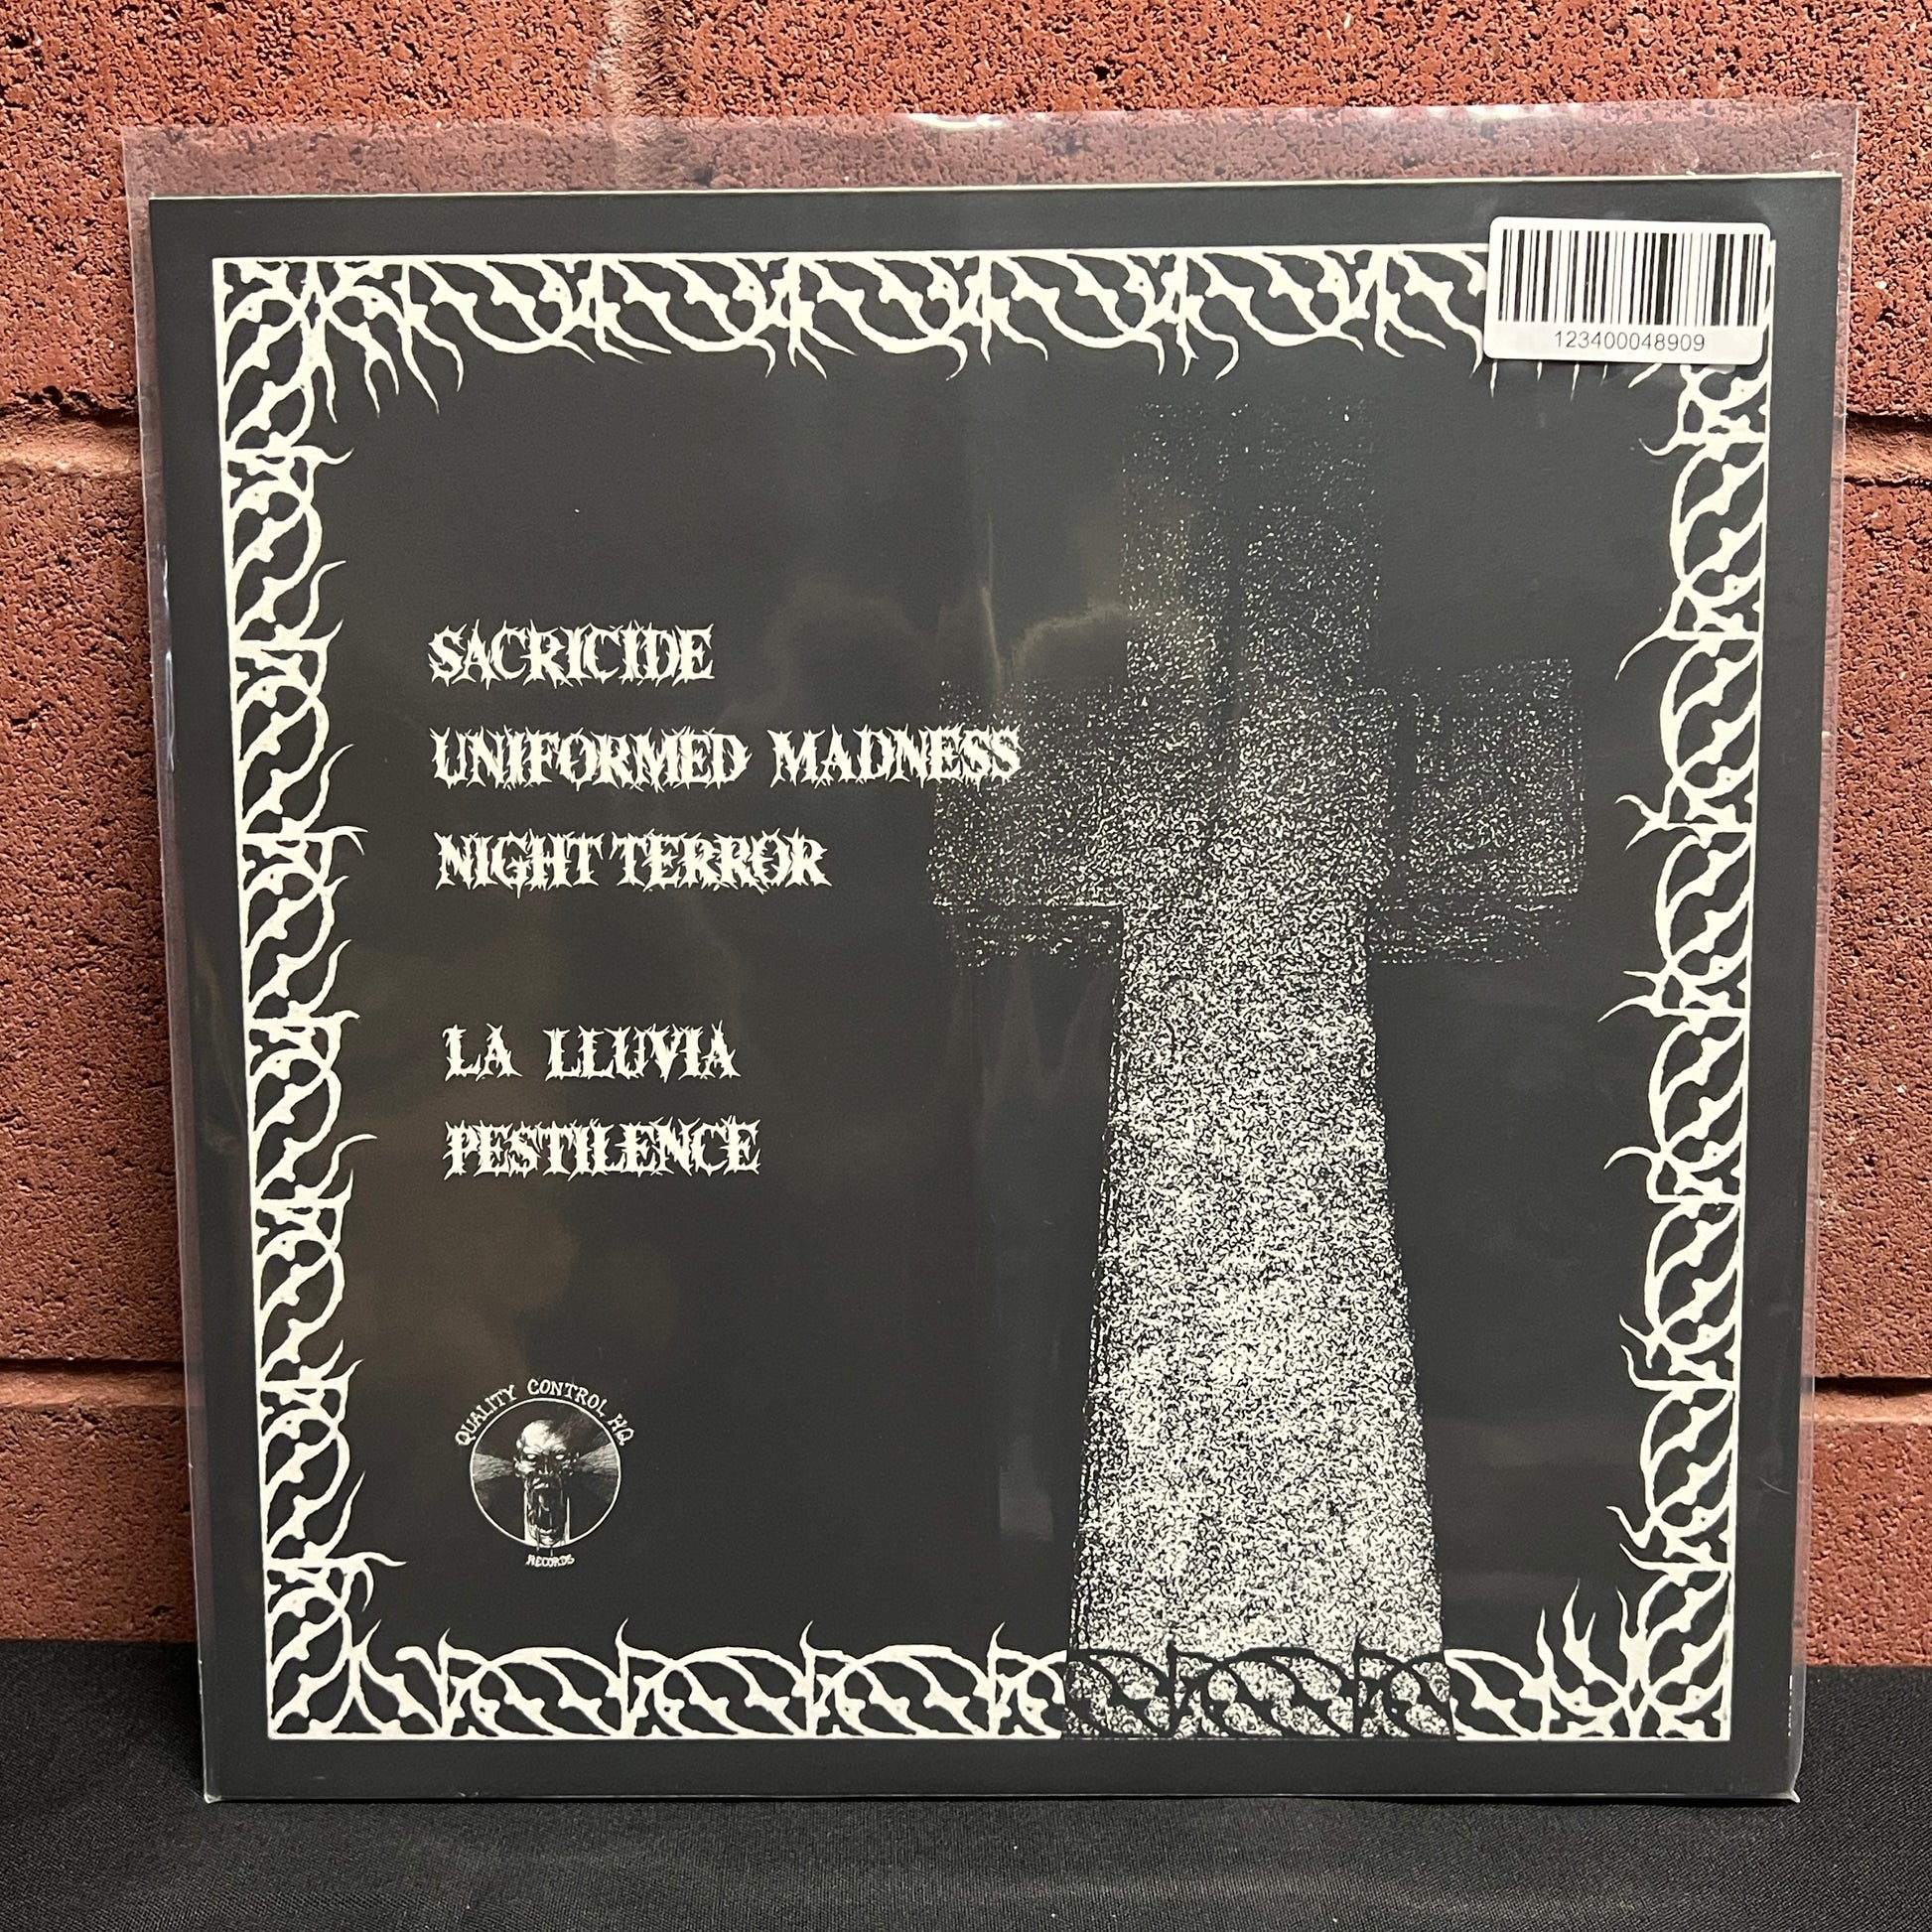 123400048909
SACRICIDE
UNIFORMED MADNESS
NIGHT TERROR
LA LLUVIA
PESTILENCE
QUALITY CONTROL HQ
RECORDS